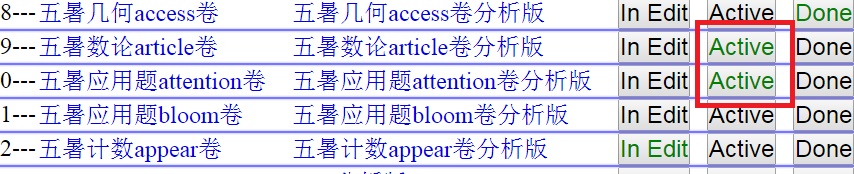 8--- 五暑几何access卷 五暑几何access卷分析版 In Edit Active Done
9--- 五暑数论article卷 五暑数论article卷分析版 In Edit Active Done
0--- 五暑应用题attention卷 五暑应用题attention卷分析版 In Edit Active Done
1--- 五暑应用题bloom卷 五暑应用题bloom卷分析版 In Edit Active Done
2--- 五暑计数appear卷 五暑计数appear卷分析版 In Edit Active Done